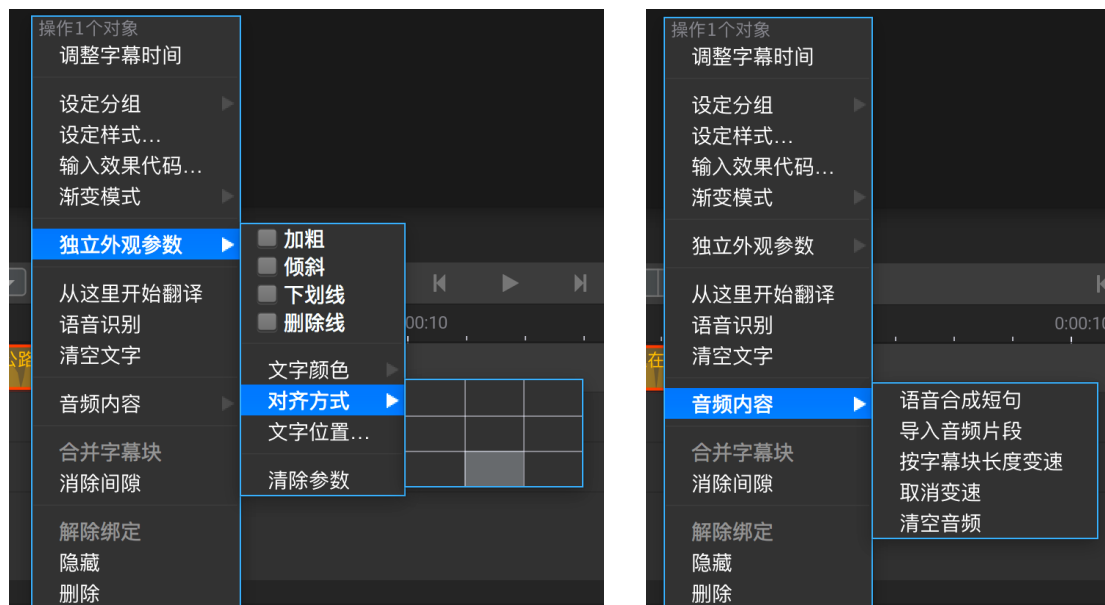 操作1个对象
调整字幕时间
设定分组
设定样式...
输入效果代码...
渐变模式
独立外观参数
从这里开始翻译
语音识别
清空文字
音频内容
合并字幕块
消除间隙
解除绑定
隐藏
删除
加粗
倾斜
下划线
删除线
文字颜色
对齐方式
文字位置...
清除参数
00:10
公路
操作1个对象
调整字幕时间
设定分组
设定样式...
输入效果代码...
渐变模式
独立外观参数
从这里开始翻译
语音识别
清空文字
音频内容
合并字幕块
消除间隙
解除绑定
隐藏
删除
语音合成短句
导入音频片段
按字幕块长度变速
取消变速
清空音频
0:00:10
在